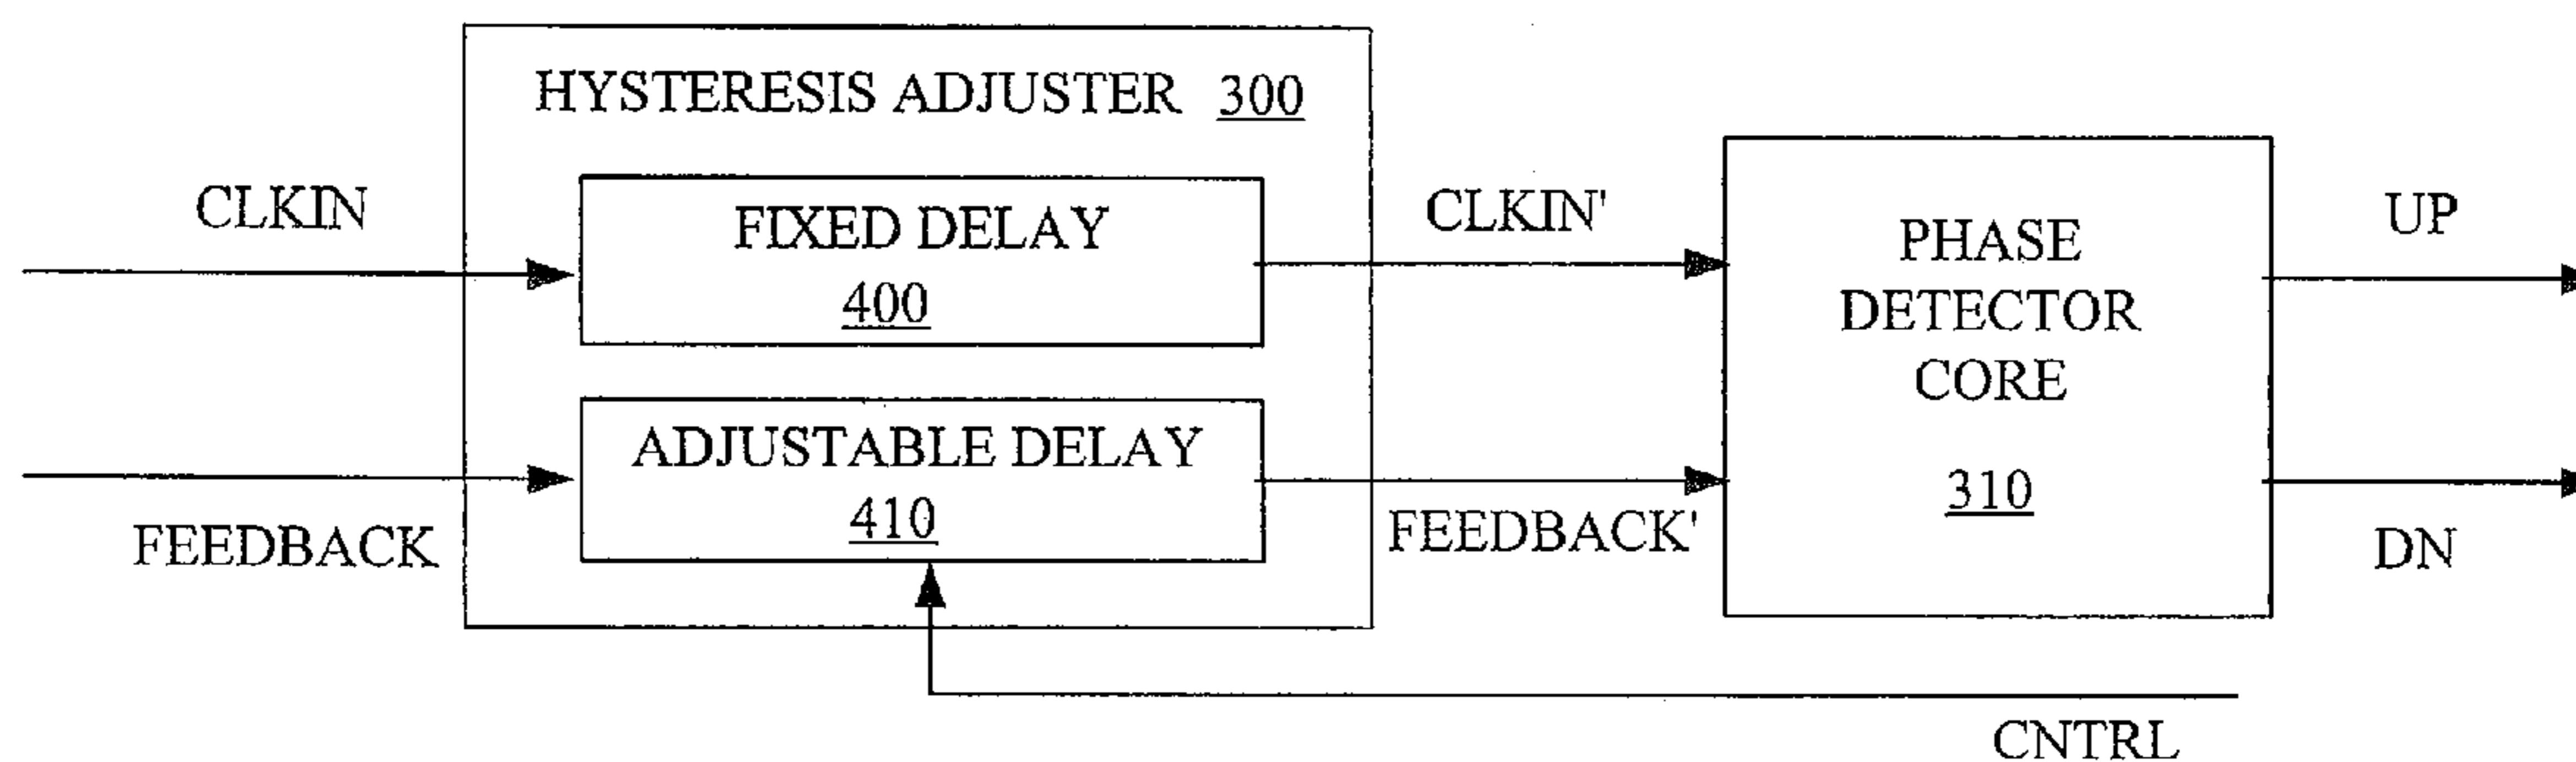 HYSTERESIS ADJUSTER 300
CLKIN
FIXED DELAY
400
CLKIN'
PHASE
DETECTOR
CORE
310
UP
FEEDBACK
ADJUSTABLE DELAY
410
FEEDBACK'
DN
CNTRL